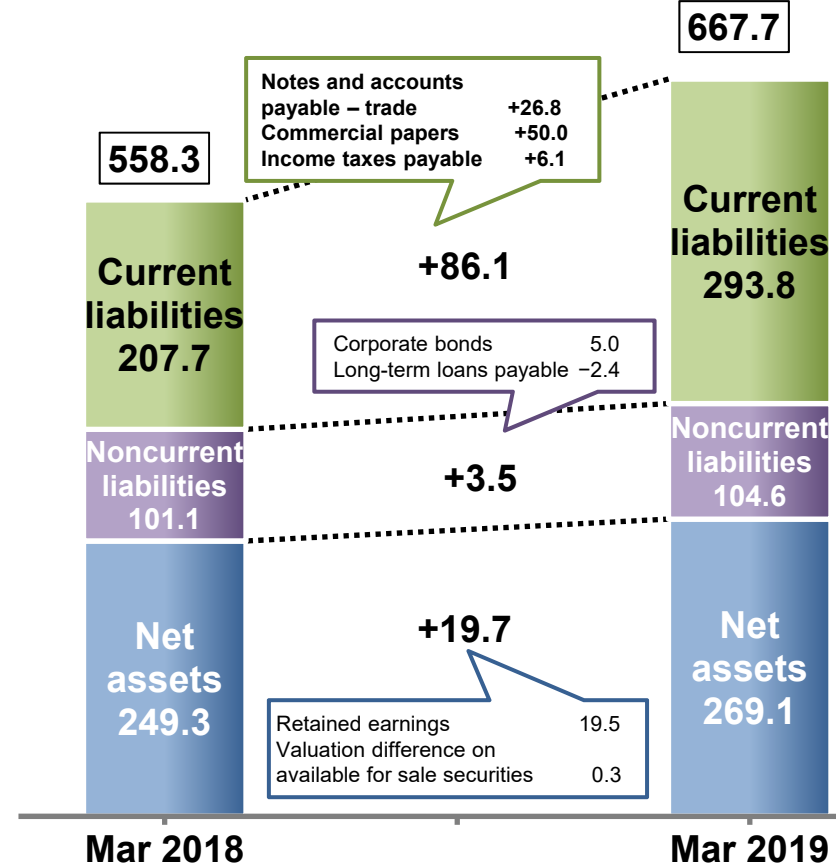 667.7
Notes and accounts
payable – trade +26.8
Commercial papers +50.0
Income taxes payable +6.1
558.3
Current
liabilities
293.8
Current
liabilities
207.7
+86.1
Corporate bonds 5.0
Long-term loans payable −2.4
Noncurrent
liabilities
104.6
Noncurrent
liabilities
101.1
+3.5
Net
assets
249.3
+19.7
Net
assets
269.1
Retained earnings 19.5
Valuation difference on
available for sale securities 0.3
Mar 2018
Mar 2019